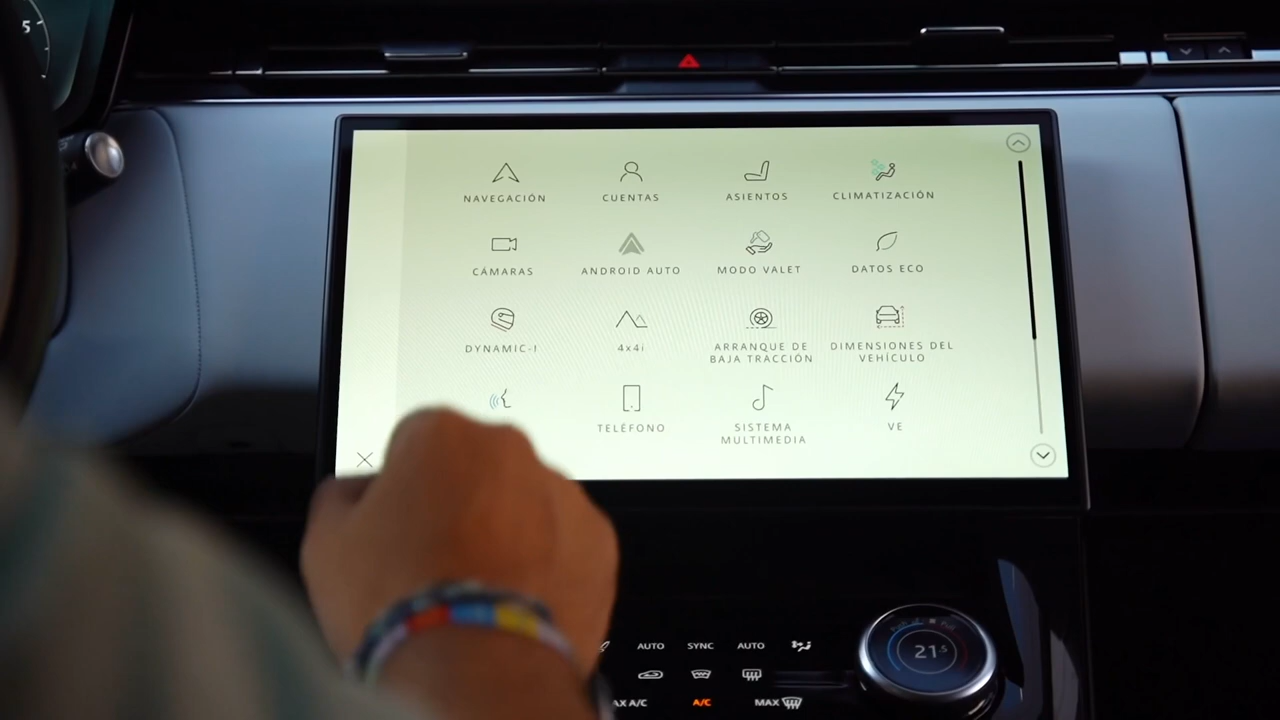 5
NAVEGACIÓN
CUENTAS
ASIENTOS
CLIMATIZACIÓN
CÁMARAS
ANDROID AUTO
MODO VALET
DATOS ECO
DYNAMIC-I
4x4i
ARRANQUE DE
BAJA TRACCIÓN
DIMENSIONES DEL
VEHÍCULO
TELÉFONO
SISTEMA
MULTIMEDIA
VE
AUTO
SYNC
AUTO
21.5
A/C
A/C
MAX